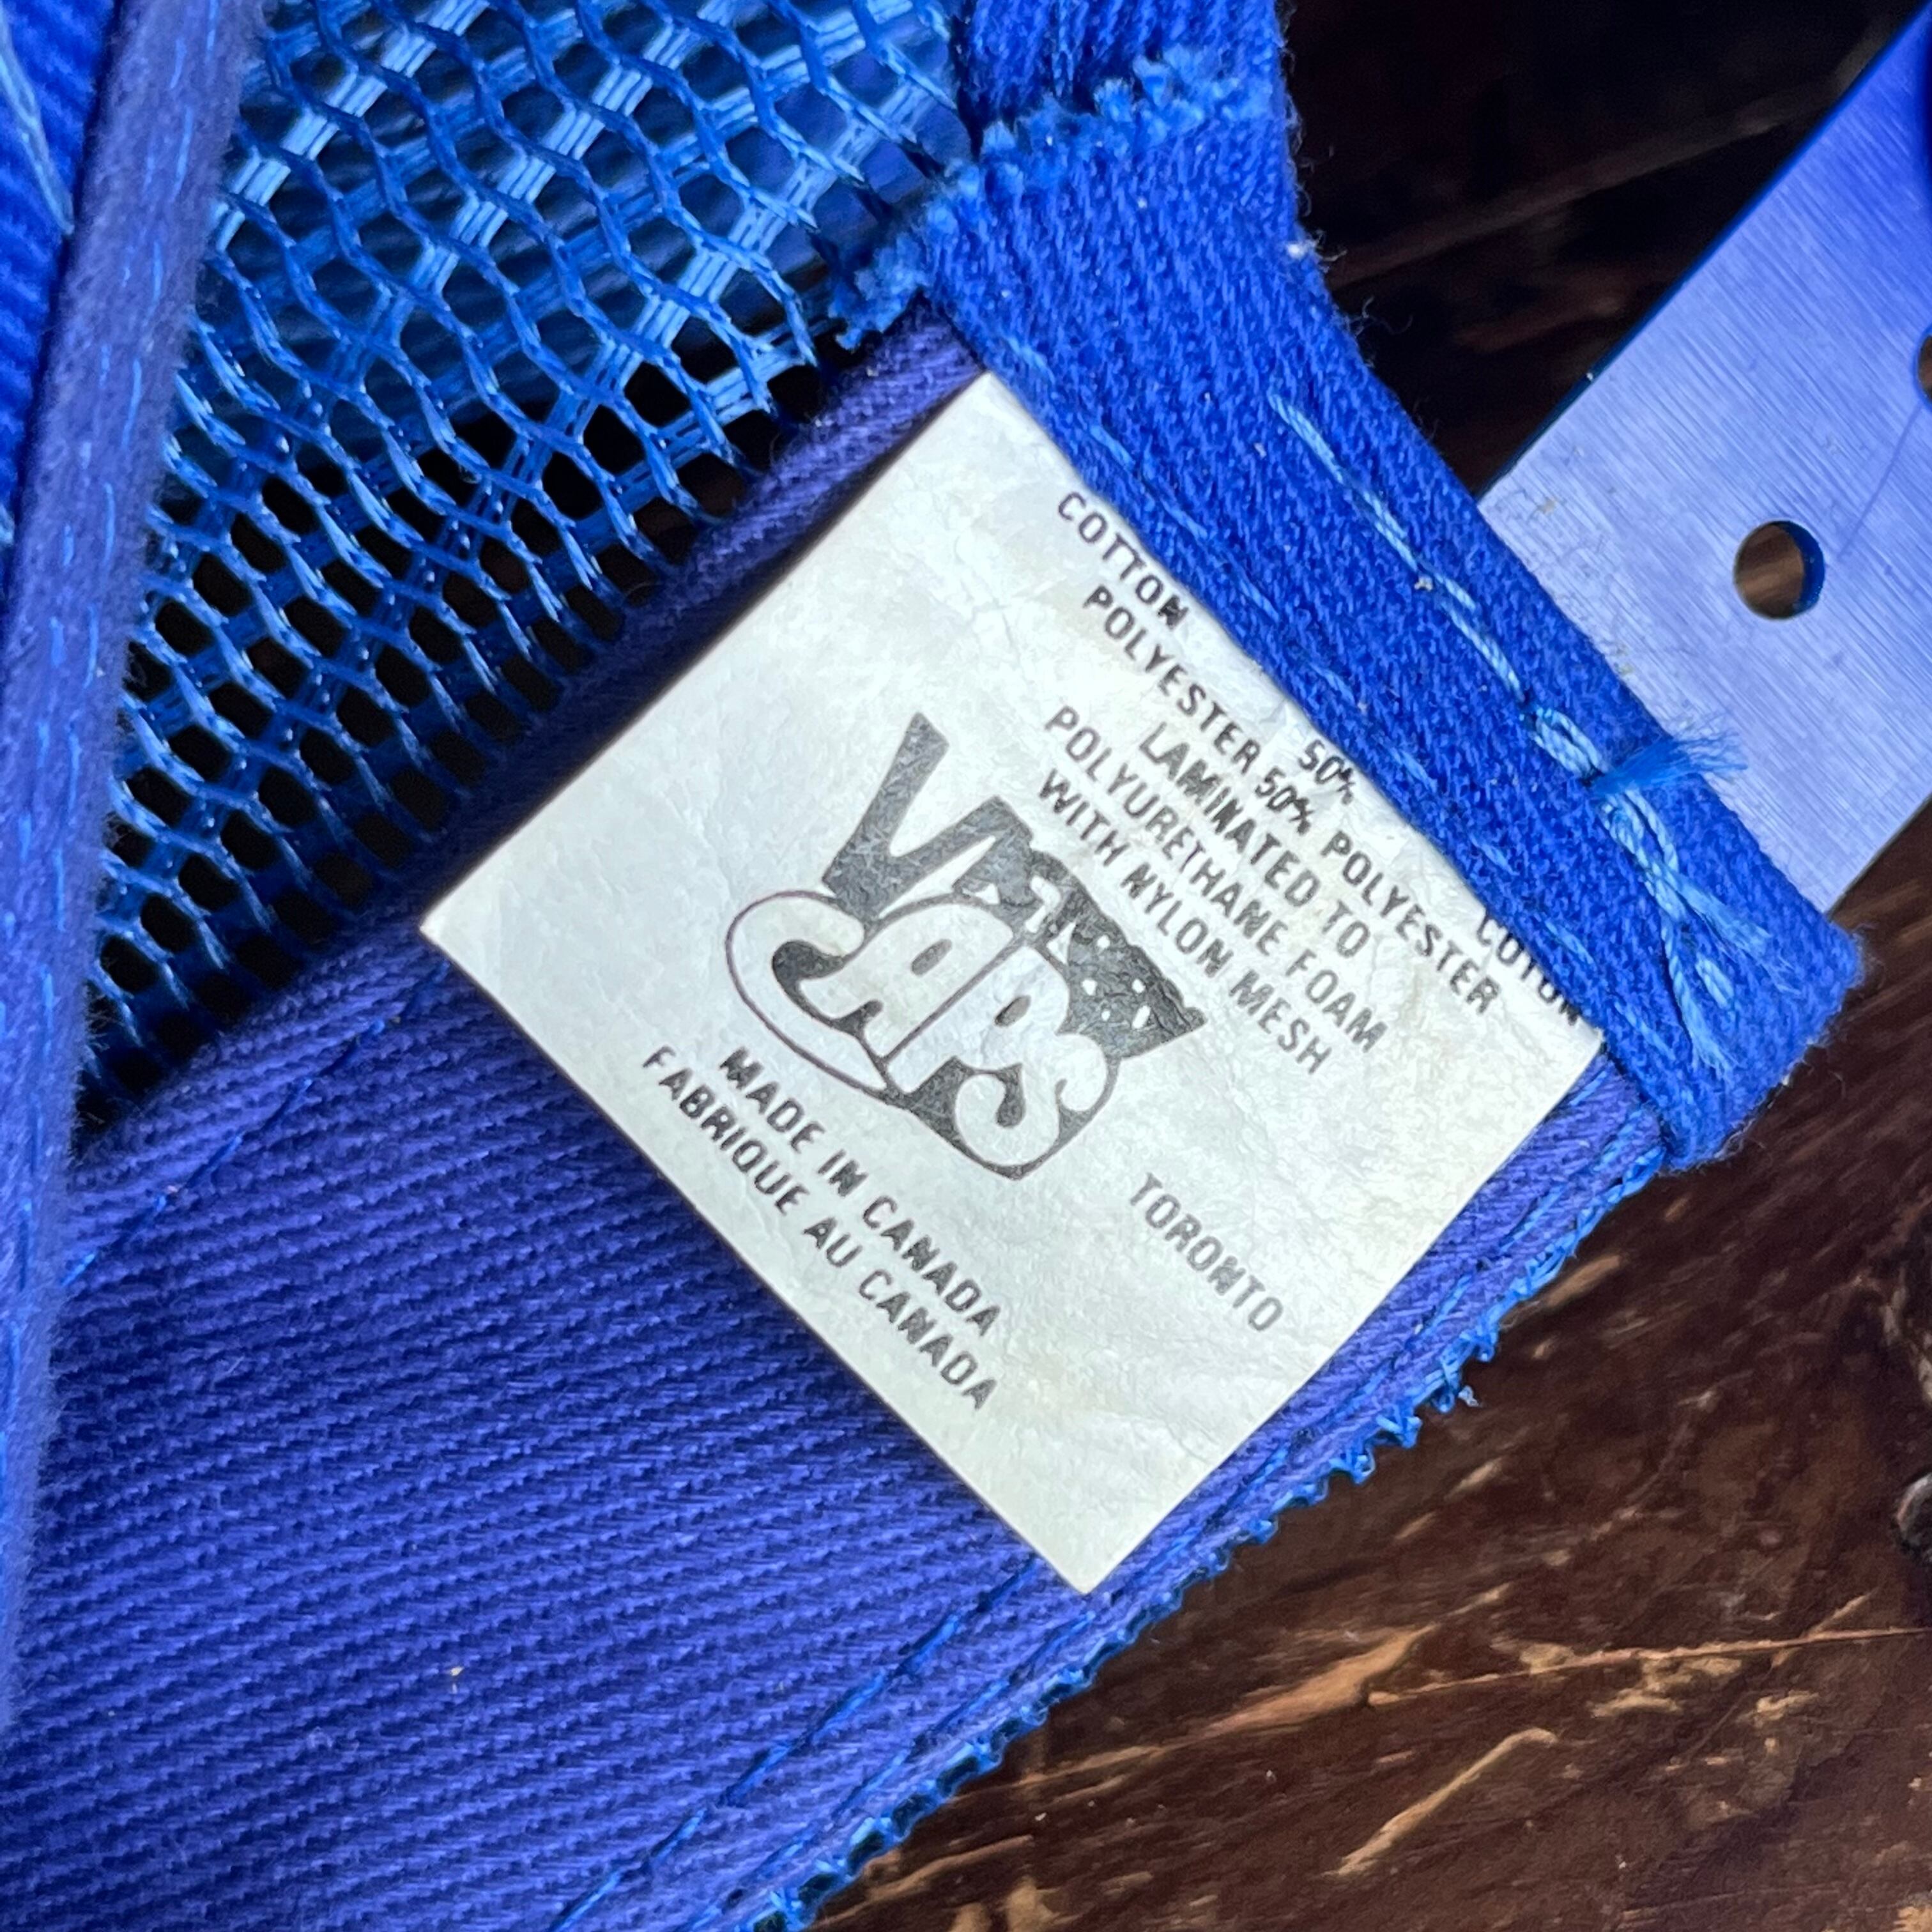 COTTON 50% COTON
POLYESTER 50% POLYESTER
LAMINATED TO
POLYURETHANE FOAM
WITH NYLON MESH
CAPS
TORONTO
MADE IN CANADA
FABRIQUE AU CANADA